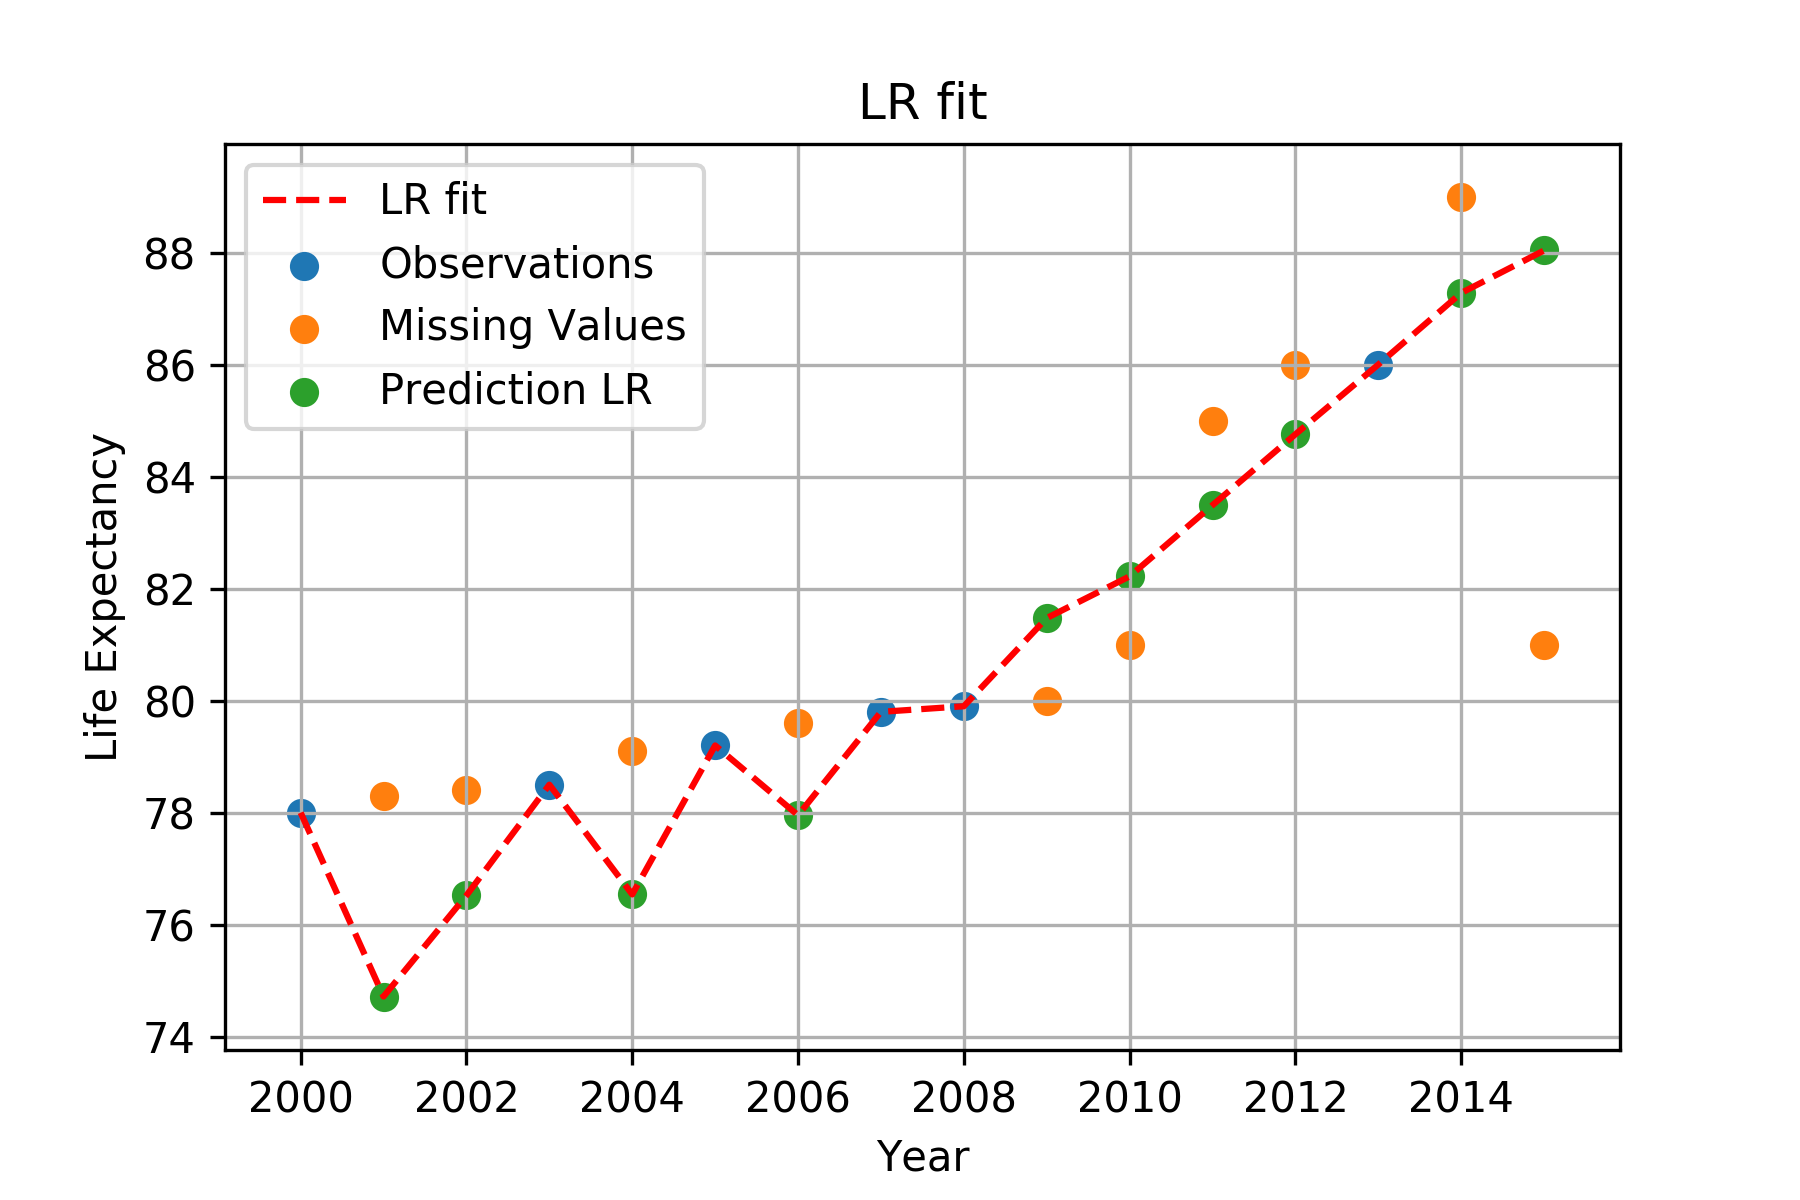 LR fit
LR fit
Observations
Missing Values
Prediction LR
Life Expectancy
88
86
84
82
80
78
76
74
2000 2002 2004 2006 2008 2010 2012 2014
Year